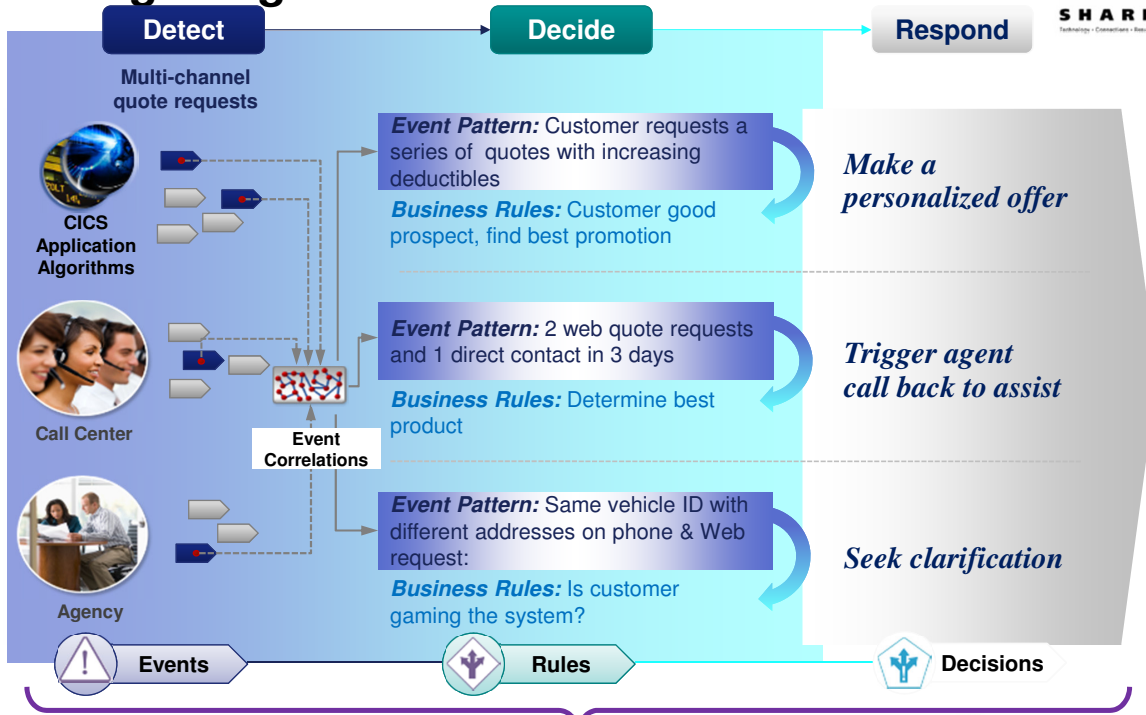 Detect
Decide
Respond
SHAR
Multi-channel
quote requests
CICS
Application
Algorithms
Call Center
Agency
Event
Correlations
Event Pattern: Customer requests a
series of quotes with increasing
deductibles
Business Rules: Customer good
prospect, find best promotion
Make a
personalized offer
Event Pattern: 2 web quote requests
and 1 direct contact in 3 days
Business Rules: Determine best
product
Trigger agent
call back to assist
Event Pattern: Same vehicle ID with
different addresses on phone & Web
request:
Business Rules: Is customer
gaming the system?
Seek clarification
Events
Rules
Decisions